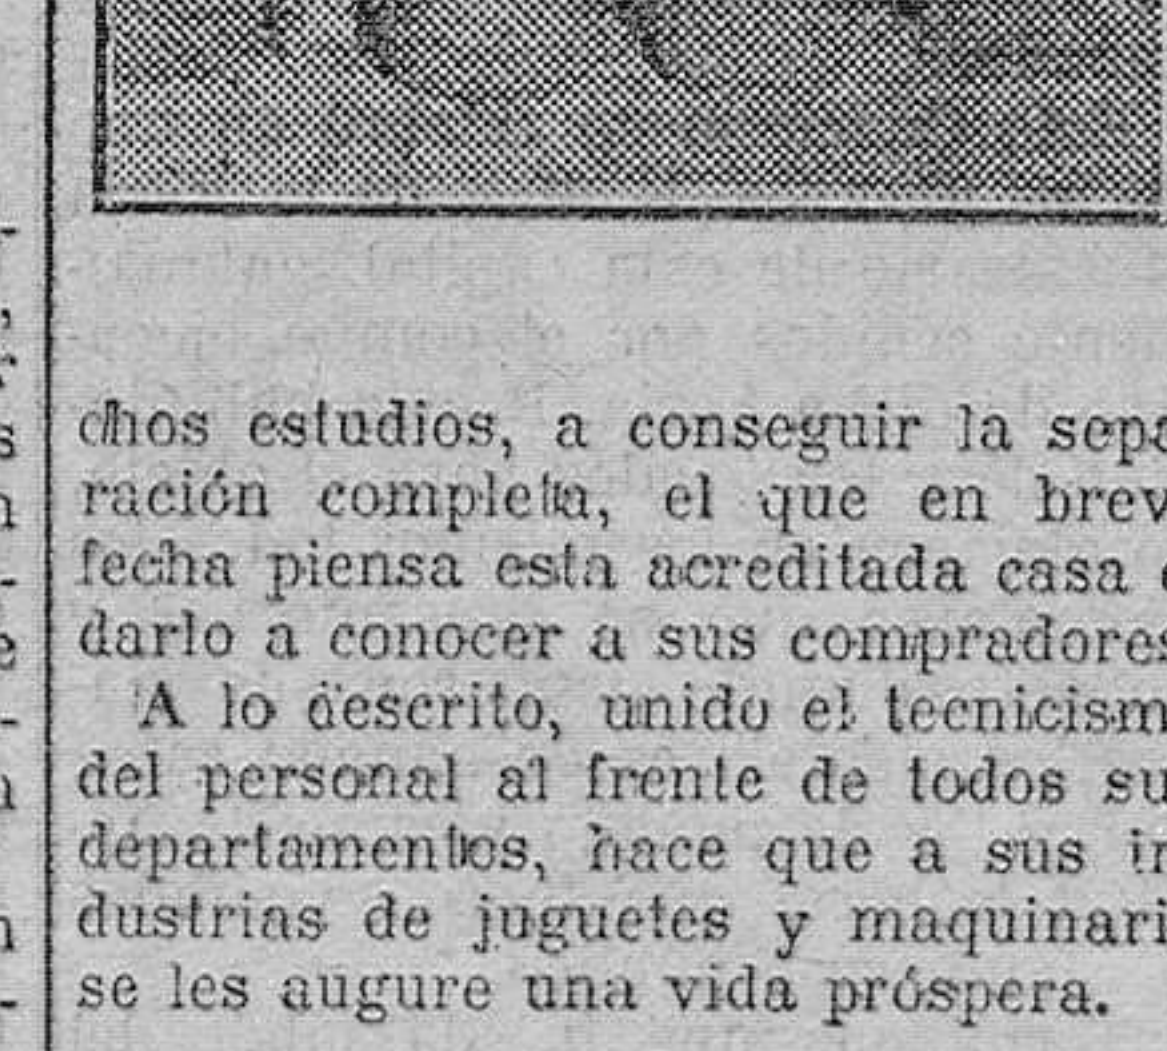 chos estudios, a conseguir la sepa
ración completa, el que en brev
fecha piensa esta acreditada casa
darlo a conocer a sus compradores
A lo descrito, unido el tecnicism
del personal al frente de todos su
departamentos, hace que a sus in
dustrias de juguetes y maquinari
se les augure una vida próspera.